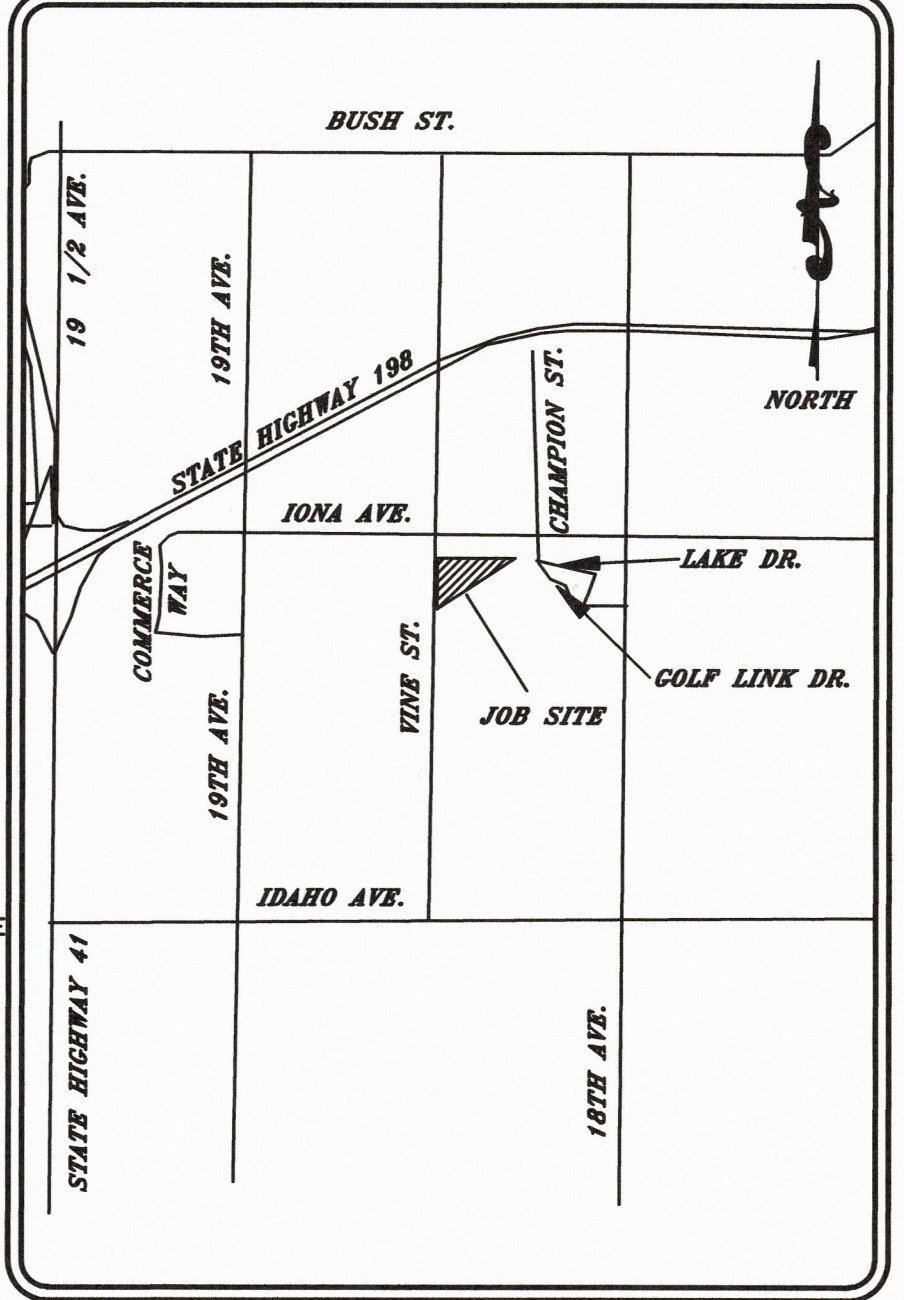 BUSH ST.
19 1/2 AVE.
19TH AVE.
STATE HIGHWAY 198
CHAMPION ST.
NORTH
IONA AVE.
COMMERCE
WAY
LAKE DR.
GOLF LINK DR.
VINE ST.
JOB SITE
19TH AVE.
IDAHO AVE.
STATE HIGHWAY 41
18TH AVE.